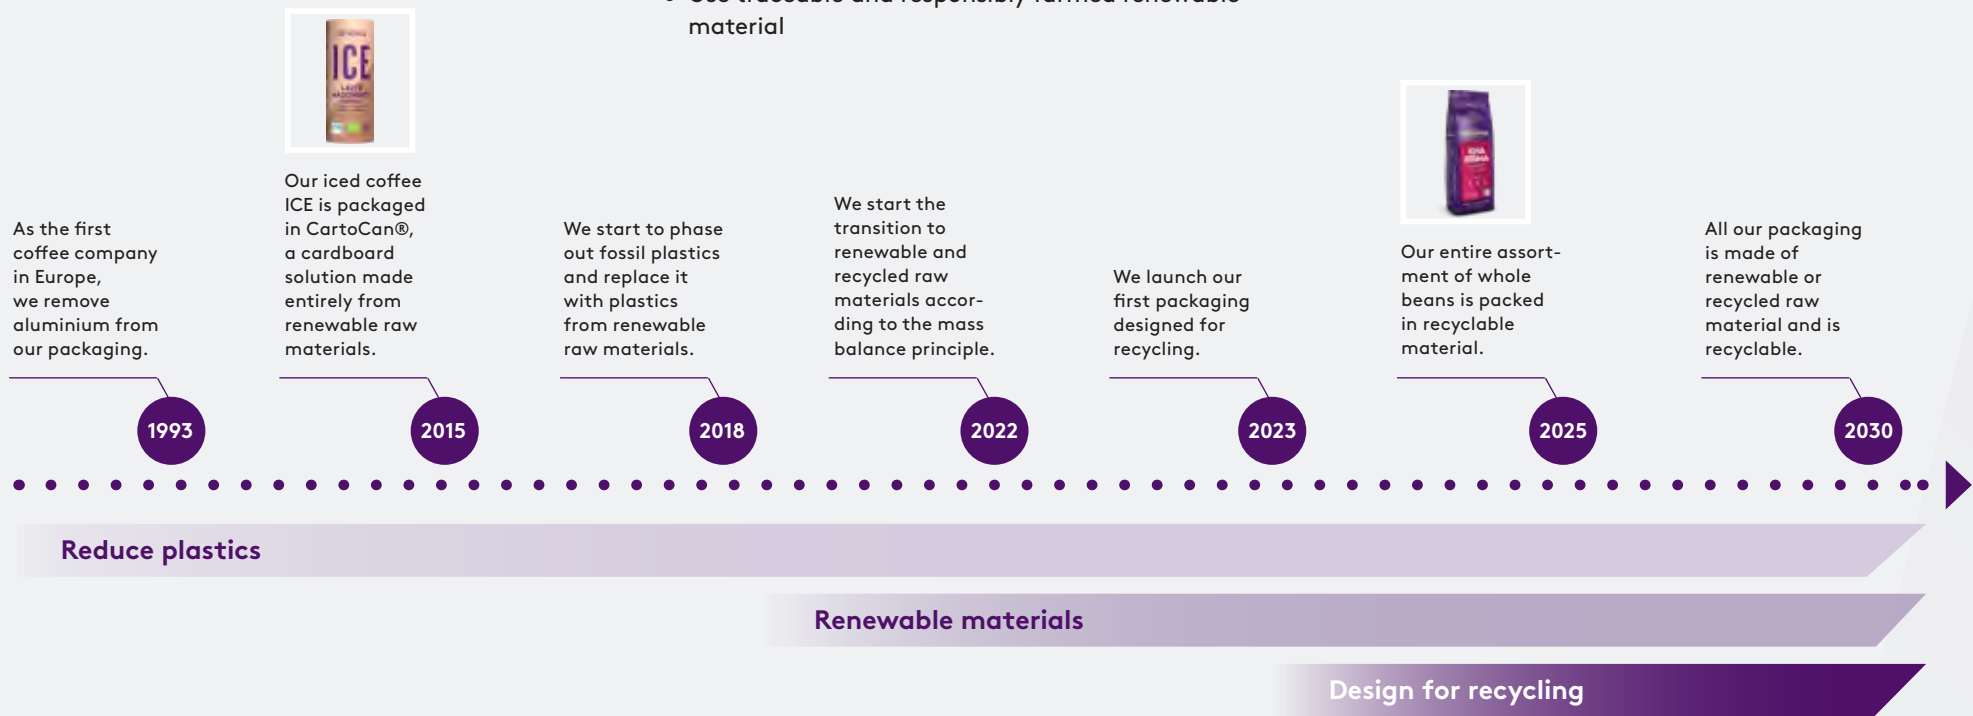 material
ICE
As the first
coffee company
in Europe,
we remove
aluminium from
our packaging.
1993
Our iced coffee
ICE is packaged
in CartoCan®,
a cardboard
solution made
entirely from
renewable raw
materials.
2015
We start to phase
out fossil plastics
and replace it
with plastics
from renewable
raw materials.
2018
We start the
transition to
renewable and
recycled raw
materials accor-
ding to the mass
balance principle.
2022
We launch our
first packaging
designed for
recycling.
2023
Our entire assort-
ment of whole
beans is packed
in recyclable
material.
2025
All our packaging
is made of
renewable or
recycled raw
material and is
recyclable.
2030
Reduce plastics
Renewable materials
Design for recycling